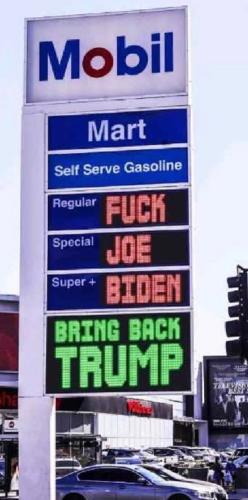 Mobil
Mart
Self Serve Gasoline
Regular FUCK
Special JOE
Super + BIDEN
BRING BACK
TRUMP